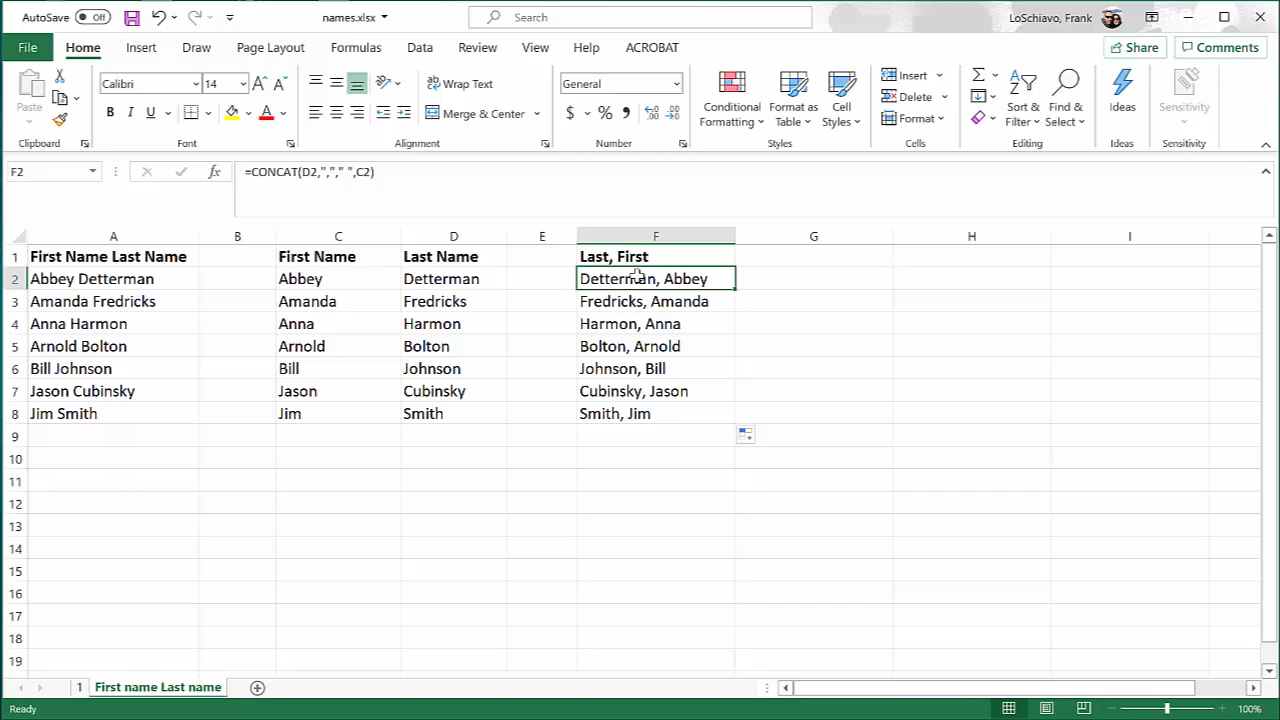 AutoSave Off names.xlsx Search LoSchiavo, Frank
File Home Insert Draw Page Layout Formulas Data Review View Help ACROBAT Share Comments
Paste Calibri 14 Wrap Text General Conditional Formatting Format as Table Cell Styles Insert Sort & Filter Find & Select Ideas Sensitivity
B I U Merge & Center $ % Delete
Format
Clipboard Font Alignment Number Styles Cells Editing Ideas Sensitivity
F2 fx =CONCAT(D2,","," ",C2)
A B C D E F G H I
1 First Name Last Name First Name Last Name Last, First
2 Abbey Detterman Abbey Detterman Detterman, Abbey
3 Amanda Fredricks Amanda Fredricks Fredricks, Amanda
4 Anna Harmon Anna Harmon Harmon, Anna
5 Arnold Bolton Arnold Bolton Bolton, Arnold
6 Bill Johnson Bill Johnson Johnson, Bill
7 Jason Cubinsky Jason Cubinsky Cubinsky, Jason
8 Jim Smith Jim Smith Smith, Jim
9
10
11
12
13
14
15
16
17
18
19
1 First name Last name
Ready 100%